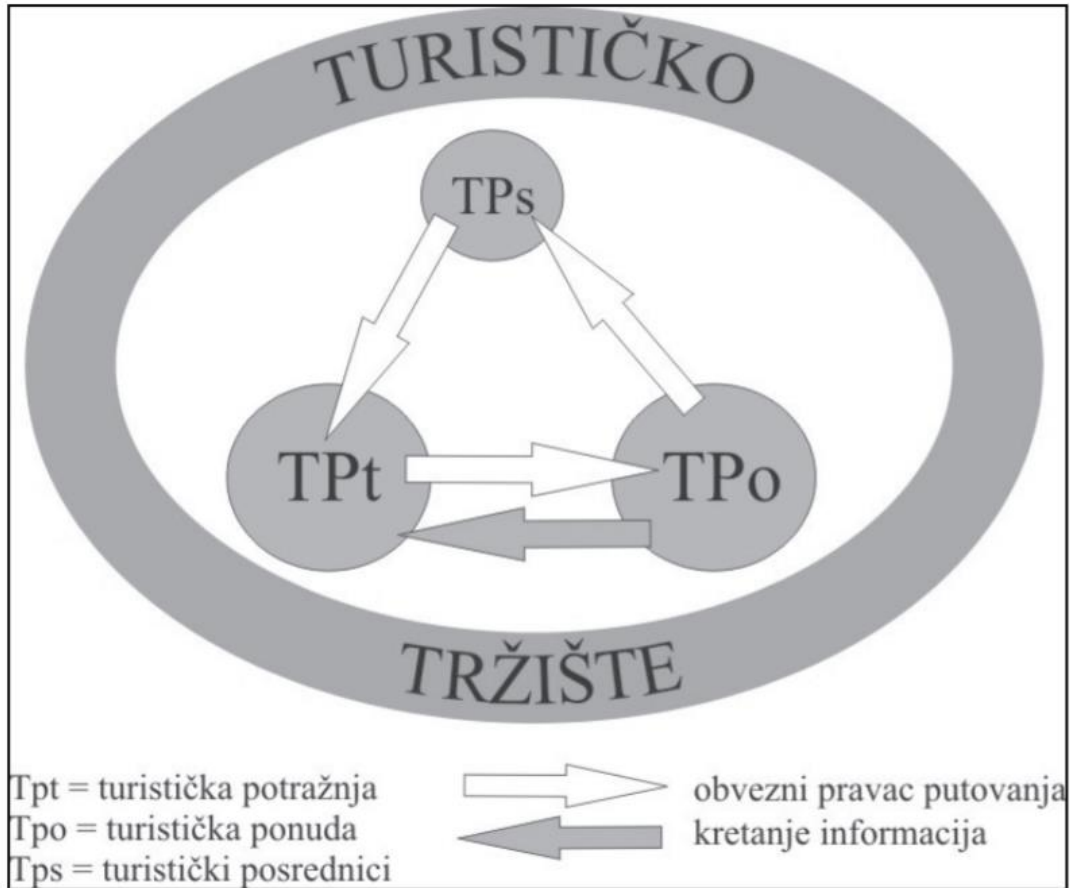 TURISTIČKO
TPs
TPt
TPo
TRŽIŠTE
Tpt = turistička potražnja
Tpo = turistička ponuda
Tps = turistički posrednici
obvezni pravac putovanja
kretanje informacija